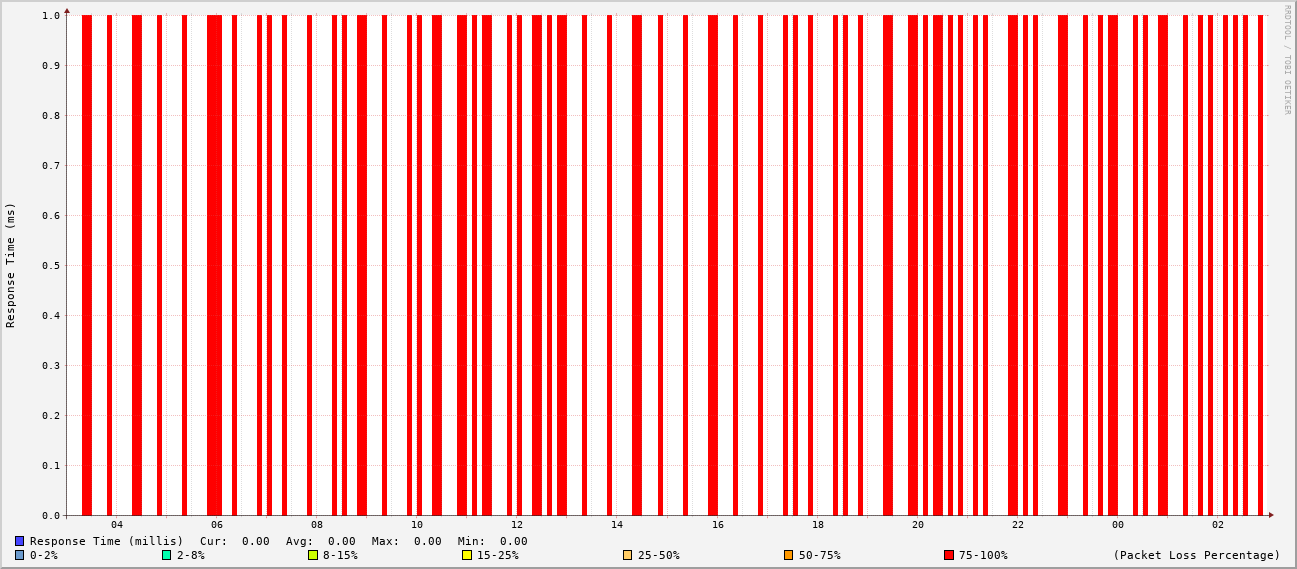 RRDTOOL / TOBI OETIKER
Response Time (ms)
1.0
0.9
0.8
0.7
0.6
0.5
0.4
0.3
0.2
0.1
0.0
04 06 08 10 12 14 16 18 20 22 00 02
Response Time (millis) Cur: 0.00 Avg: 0.00 Max: 0.00 Min: 0.00
0-2% 2-8% 8-15% 15-25% 25-50% 50-75% 75-100% (Packet Loss Percentage)